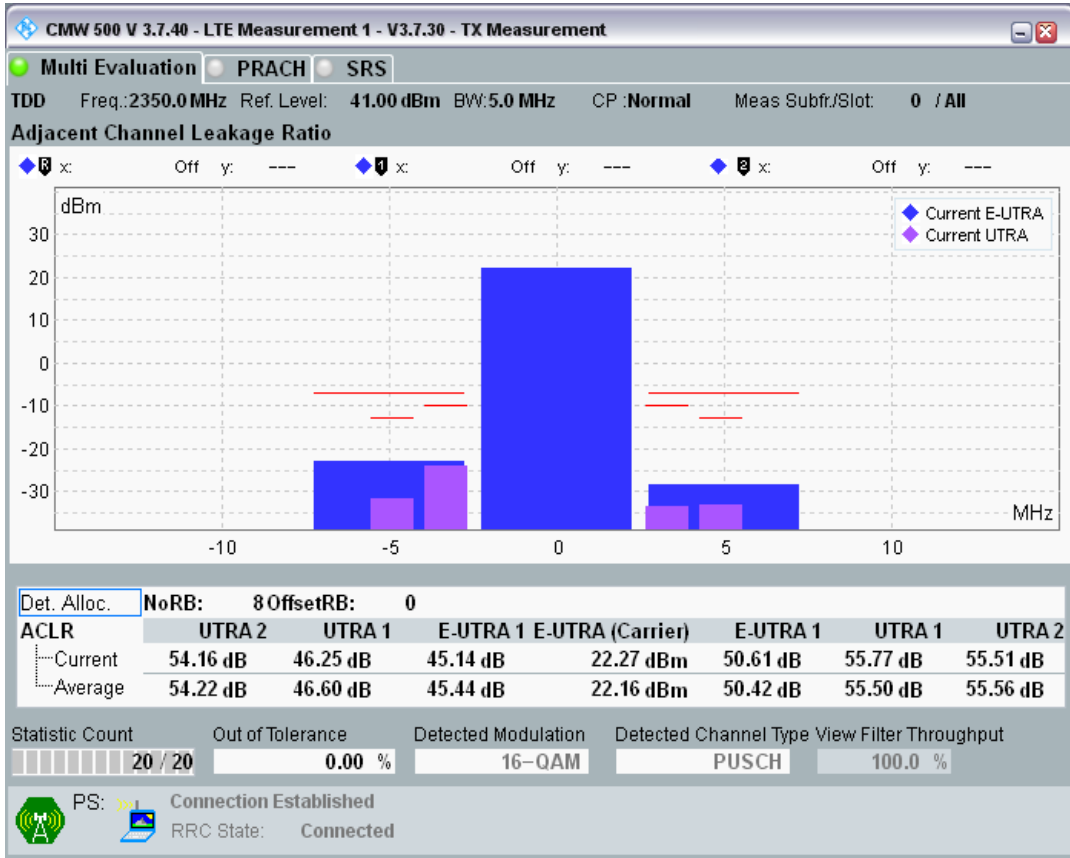 CMW 500 V 3.7.40 - LTE Measurement 1 - V3.7.30 - TX Measurement
Multi Evaluation PRACH SRS
TDD Freq.:2350.0 MHz Ref. Level: 41.00 dBm BW:5.0 MHz CP :Normal Meas Subfr./Slot: 0 / All
Adjacent Channel Leakage Ratio
R x: Off y: --- 1 x: Off y: --- 2 x: Off y: ---
dBm
Current E-UTRA
Current UTRA
30
20
10
0
-10
-20
-30
MHz
-10 -5 0 5 10
Det. Alloc. NoRB: 8 OffsetRB: 0
ACLR UTRA 2 UTRA 1 E-UTRA 1 E-UTRA (Carrier) E-UTRA 1 UTRA 1 UTRA 2
Current 54.16 dB 46.25 dB 45.14 dB 22.27 dBm 50.61 dB 55.77 dB 55.51 dB
Average 54.22 dB 46.60 dB 45.44 dB 22.16 dBm 50.42 dB 55.50 dB 55.56 dB
Statistic Count Out of Tolerance Detected Modulation Detected Channel Type View Filter Throughput
20 / 20 0.00 % 16-QAM PUSCH 100.0 %
PS: Connection Established
RRC State: Connected